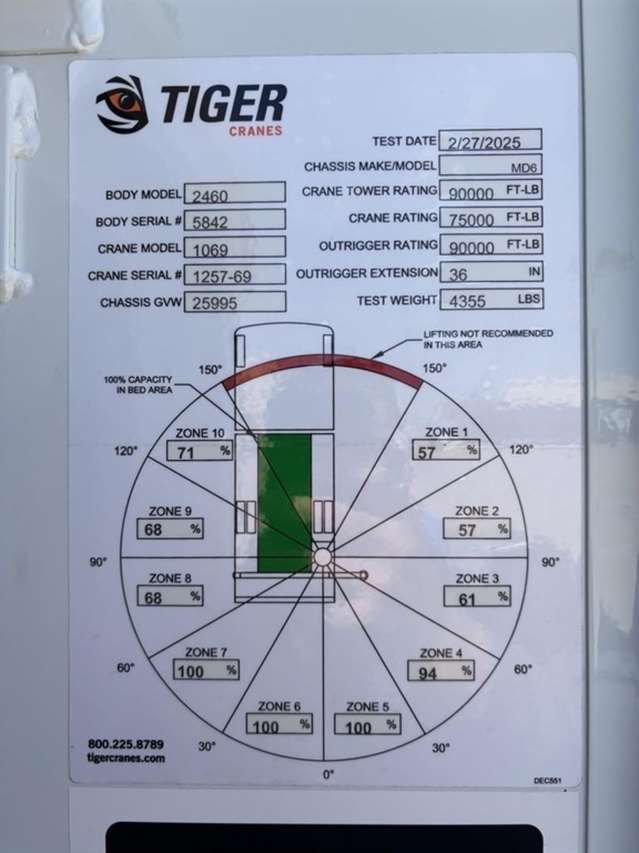 TIGER
CRANES
TEST DATE 2/27/2025
CHASSIS MAKE/MODEL MD6
BODY MODEL 2460
CRANE TOWER RATING 90000 FT-LB
BODY SERIAL # 5842
CRANE RATING 75000 FT-LB
CRANE MODEL 1069
OUTRIGGER RATING 90000 FT-LB
CRANE SERIAL # 1257-69
OUTRIGGER EXTENSION 36 IN
CHASSIS GVW 25995
TEST WEIGHT 4355 LBS
LIFTING NOT RECOMMENDED
IN THIS AREA
150°
150°
100% CAPACITY
IN BED AREA
ZONE 10
71 %
ZONE 1
57 %
120°
120°
ZONE 9
68 %
ZONE 2
57 %
90°
90°
ZONE 8
68 %
ZONE 3
61 %
ZONE 7
100 %
ZONE 4
94 %
60°
60°
ZONE 6
100 %
ZONE 5
100 %
30°
30°
0°
800.225.8789
tigercranes.com
DEC551